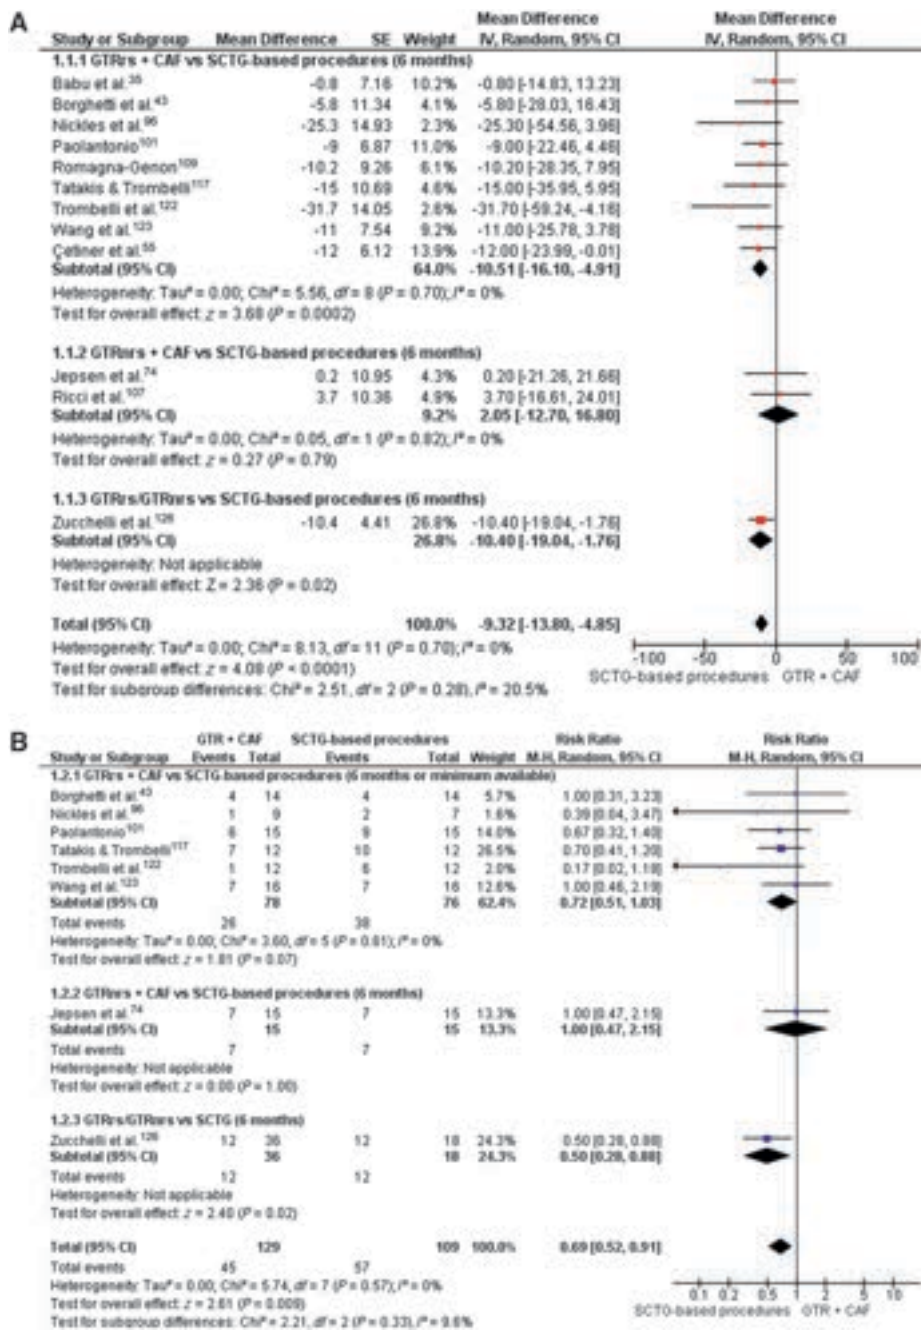 A
Mean Difference Mean Difference
Study or Subgroup Mean Difference SE Weight IV, Random, 95% CI IV, Random, 95% CI
1.1.1 GTRrs + CAF vs SCTG-based procedures (6 months)
Babu et al.35 -0.8 7.16 10.2% -0.80 [-14.83, 13.23]
Borghetti et al.43 -5.8 11.34 4.1% -5.80 [-28.03, 16.43]
Nickles et al.96 -25.3 14.93 2.3% -25.30 [-54.56, 3.96]
Paolantonio101 -9 6.87 11.0% -9.00 [-22.46, 4.46]
Romagna-Genon109 -10.2 9.26 6.1% -10.20 [-28.35, 7.95]
Tatakis & Trombelli117 -15 10.69 4.6% -15.00 [-35.95, 5.95]
Trombelli et al.122 -31.7 14.05 2.6% -31.70 [-59.24, -4.16]
Wang et al.123 -11 7.54 9.2% -11.00 [-25.78, 3.78]
Çetiner et al.55 -12 6.12 13.9% -12.00 [-23.99, -0.01]
Subtotal (95% CI) 64.0% -10.51 [-16.10, -4.91]
Heterogeneity: Tau² = 0.00; Chi² = 5.56, df = 8 (P = 0.70); I² = 0%
Test for overall effect: z = 3.68 (P = 0.0002)
1.1.2 GTRnrs + CAF vs SCTG-based procedures (6 months)
Jepsen et al.74 0.2 10.95 4.3% 0.20 [-21.26, 21.66]
Ricci et al.107 3.7 10.36 4.9% 3.70 [-16.61, 24.01]
Subtotal (95% CI) 9.2% 2.05 [-12.70, 16.80]
Heterogeneity: Tau² = 0.00; Chi² = 0.05, df = 1 (P = 0.82); I² = 0%
Test for overall effect: z = 0.27 (P = 0.79)
1.1.3 GTRrs/GTRnrs vs SCTG-based procedures (6 months)
Zucchelli et al.126 -10.4 4.41 26.8% -10.40 [-19.04, -1.76]
Subtotal (95% CI) 26.8% -10.40 [-19.04, -1.76]
Heterogeneity: Not applicable
Test for overall effect: Z = 2.36 (P = 0.02)
Total (95% CI) 100.0% -9.32 [-13.80, -4.85]
Heterogeneity: Tau² = 0.00; Chi² = 8.13, df = 11 (P = 0.70); I² = 0%
Test for overall effect: z = 4.08 (P < 0.0001)
Test for subgroup differences: Chi² = 2.51, df = 2 (P = 0.28), I² = 20.5%
-100 -50 0 50 100
SCTG-based procedures GTR + CAF
B
GTR + CAF SCTG-based procedures Risk Ratio Risk Ratio
Study or Subgroup Events Total Events Total Weight M-H, Random, 95% CI M-H, Random, 95% CI
1.2.1 GTRrs + CAF vs SCTG-based procedures (6 months or minimum available)
Borghetti et al.43 4 14 4 14 5.7% 1.00 [0.31, 3.23]
Nickles et al.96 1 9 2 7 1.6% 0.39 [0.04, 3.47]
Paolantonio101 6 15 9 15 14.0% 0.67 [0.32, 1.40]
Tatakis & Trombelli117 7 12 10 12 26.5% 0.70 [0.41, 1.20]
Trombelli et al.122 1 12 6 12 2.0% 0.17 [0.02, 1.18]
Wang et al.123 7 16 7 16 12.6% 1.00 [0.46, 2.19]
Subtotal (95% CI) 78 76 62.4% 0.72 [0.51, 1.03]
Total events 26 38
Heterogeneity: Tau² = 0.00; Chi² = 3.60, df = 5 (P = 0.61); I² = 0%
Test for overall effect: z = 1.81 (P = 0.07)
1.2.2 GTRnrs + CAF vs SCTG-based procedures (6 months)
Jepsen et al.74 7 15 7 15 13.3% 1.00 [0.47, 2.15]
Subtotal (95% CI) 15 15 13.3% 1.00 [0.47, 2.15]
Total events 7 7
Heterogeneity: Not applicable
Test for overall effect: z = 0.00 (P = 1.00)
1.2.3 GTRrs/GTRnrs vs SCTG (6 months)
Zucchelli et al.126 12 36 12 18 24.3% 0.50 [0.28, 0.88]
Subtotal (95% CI) 36 18 24.3% 0.50 [0.28, 0.88]
Total events 12 12
Heterogeneity: Not applicable
Test for overall effect: z = 2.40 (P = 0.02)
Total (95% CI) 129 109 100.0% 0.69 [0.52, 0.91]
Total events 45 57
Heterogeneity: Tau² = 0.00; Chi² = 5.74, df = 7 (P = 0.57); I² = 0%
Test for overall effect: z = 2.61 (P = 0.009)
Test for subgroup differences: Chi² = 2.21, df = 2 (P = 0.33), I² = 9.6%
0.1 0.2 0.5 1 2 5 10
SCTG-based procedures GTR + CAF